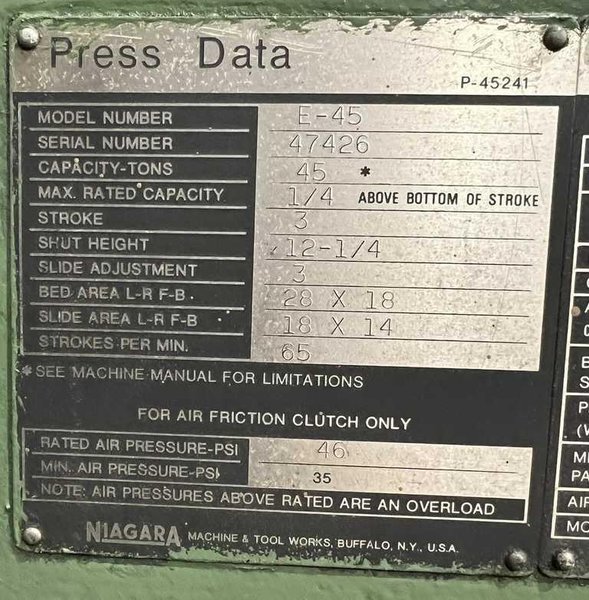 Press Data
P-45241
MODEL NUMBER E-45
SERIAL NUMBER 47426
CAPACITY-TONS 45 *
MAX. RATED CAPACITY 1/4 ABOVE BOTTOM OF STROKE
STROKE 3
SHUT HEIGHT 12-1/4
SLIDE ADJUSTMENT 3
BED AREA L-R F-B. 28 X 18
SLIDE AREA L-R F-B 18 X 14
STROKES PER MIN. 65
*SEE MACHINE MANUAL FOR LIMITATIONS
FOR AIR FRICTION CLUTCH ONLY
RATED AIR PRESSURE-PSI 46
MIN. AIR PRESSURE-PSI 35
NOTE: AIR PRESSURES ABOVE RATED ARE AN OVERLOAD
NIAGARA MACHINE & TOOL WORKS, BUFFALO, N.Y., U.S.A.